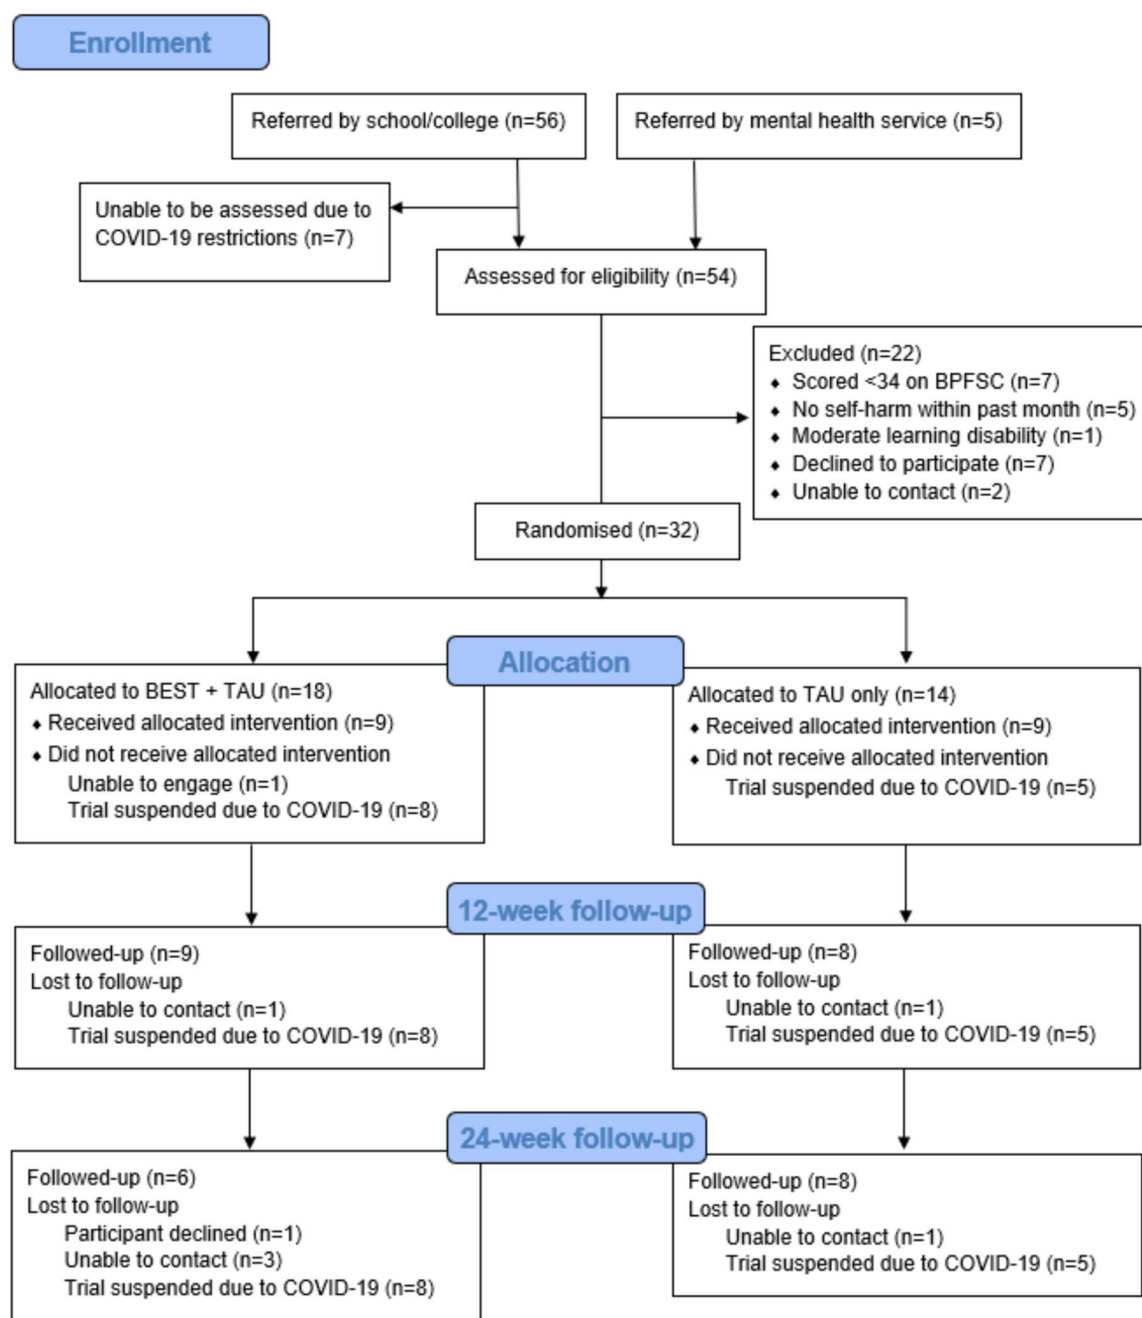 Enrollment
Referred by school/college (n=56)
Referred by mental health service (n=5)
Unable to be assessed due to
COVID-19 restrictions (n=7)
Assessed for eligibility (n=54)
Excluded (n=22)
♦ Scored <34 on BPFSC (n=7)
♦ No self-harm within past month (n=5)
♦ Moderate learning disability (n=1)
♦ Declined to participate (n=7)
♦ Unable to contact (n=2)
Randomised (n=32)
Allocation
Allocated to BEST + TAU (n=18)
♦ Received allocated intervention (n=9)
♦ Did not receive allocated intervention
Unable to engage (n=1)
Trial suspended due to COVID-19 (n=8)
Allocated to TAU only (n=14)
♦ Received allocated intervention (n=9)
♦ Did not receive allocated intervention
Trial suspended due to COVID-19 (n=5)
12-week follow-up
Followed-up (n=9)
Lost to follow-up
Unable to contact (n=1)
Trial suspended due to COVID-19 (n=8)
Followed-up (n=8)
Lost to follow-up
Unable to contact (n=1)
Trial suspended due to COVID-19 (n=5)
24-week follow-up
Followed-up (n=6)
Lost to follow-up
Participant declined (n=1)
Unable to contact (n=3)
Trial suspended due to COVID-19 (n=8)
Followed-up (n=8)
Lost to follow-up
Unable to contact (n=1)
Trial suspended due to COVID-19 (n=5)